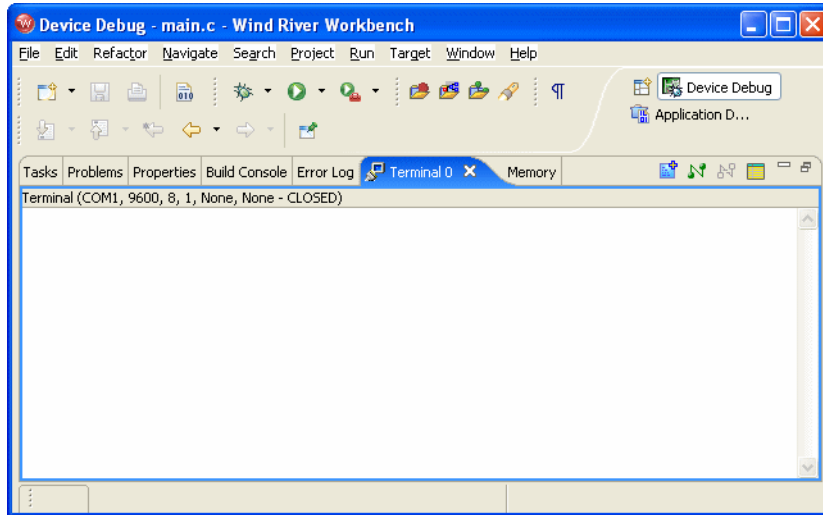 Device Debug - main.c - Wind River Workbench
File Edit Refactor Navigate Search Project Run Target Window Help
010
¶
Device Debug
Application D...
Tasks Problems Properties Build Console Error Log Terminal 0 Memory
Terminal (COM1, 9600, 8, 1, None, None - CLOSED)